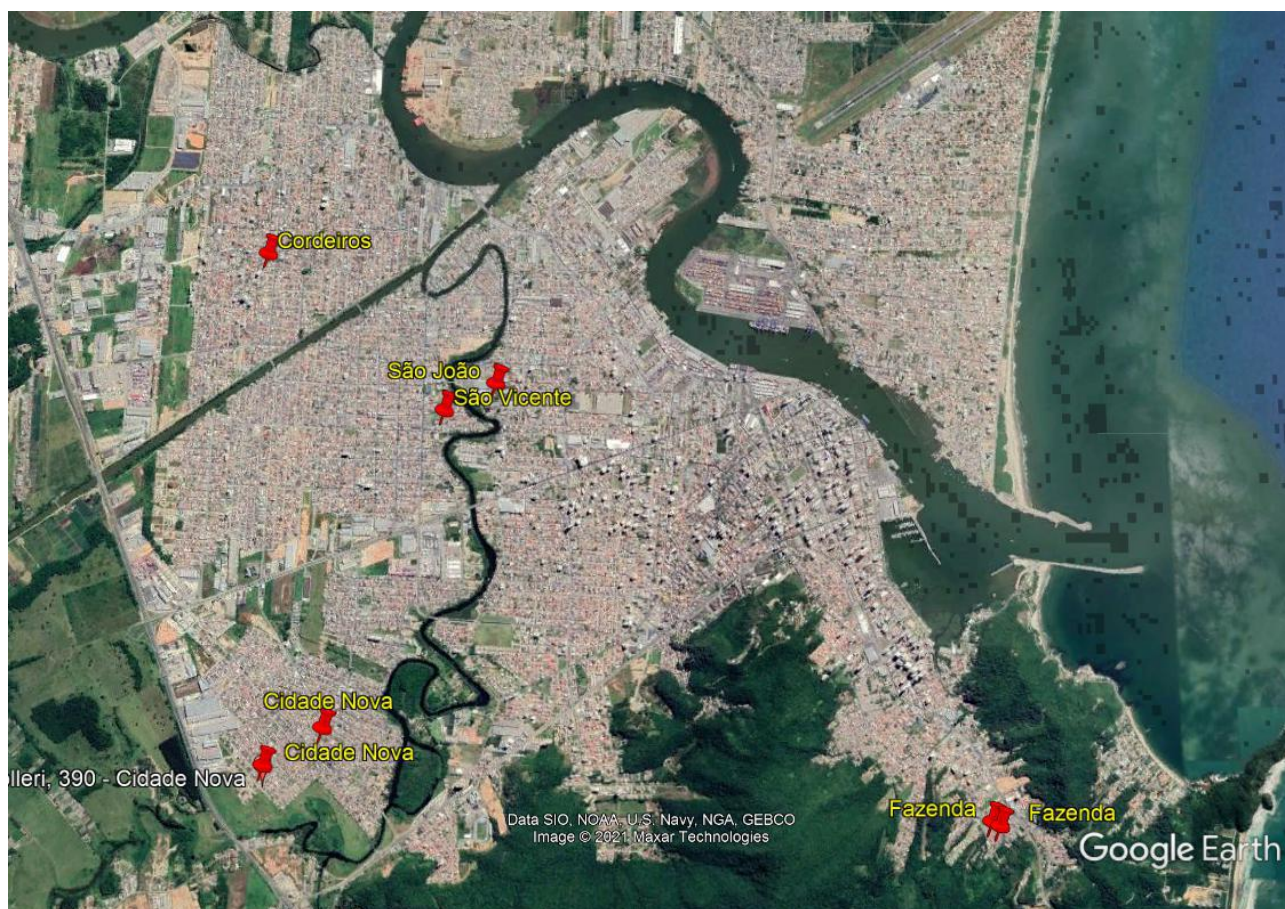 Cordeiros
São João
São Vicente
Cidade Nova
Cidade Nova
lleri, 390 - Cidade Nova
Fazenda
Fazenda
Data SIO, NOAA, U.S. Navy, NGA, GEBCO
Image © 2021 Maxar Technologies
Google Earth